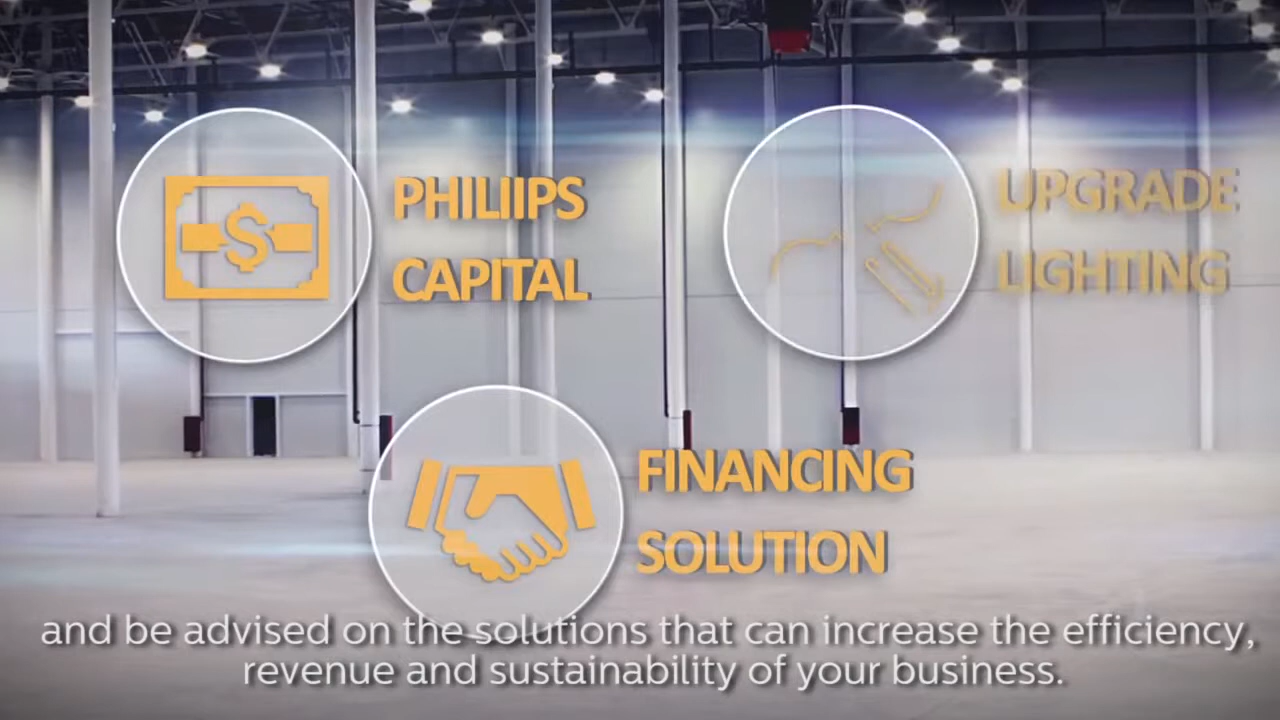 PHILIIPS
CAPITAL
UPGRADE
LIGHTING
FINANCING
SOLUTION
and be advised on the solutions that can increase the efficiency,
revenue and sustainability of your business.